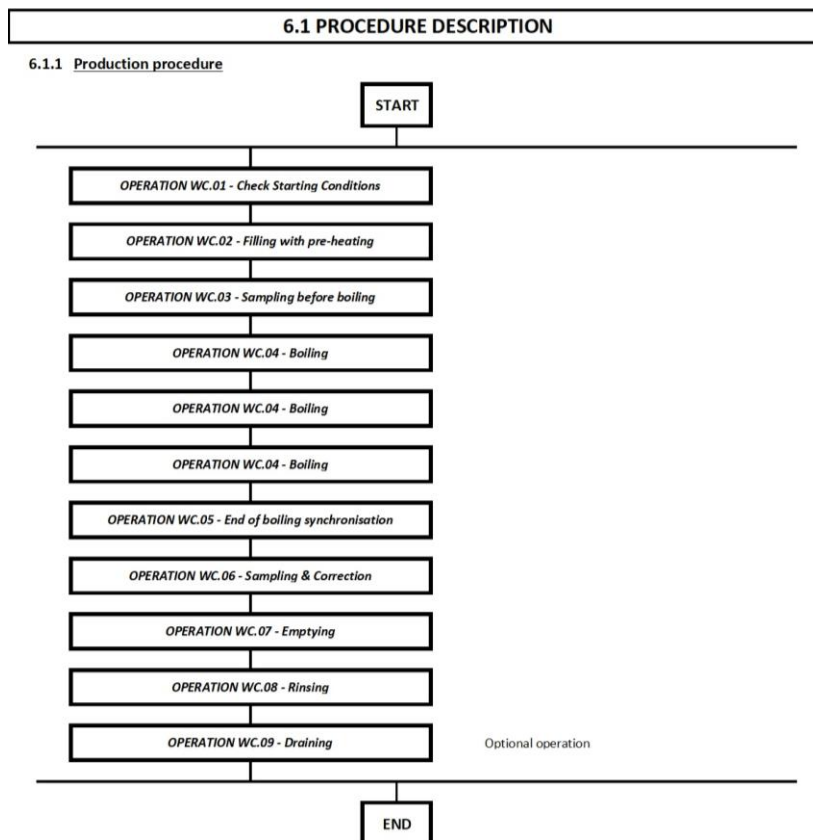 6.1 PROCEDURE DESCRIPTION
6.1.1 Production procedure
START
OPERATION WC.01 - Check Starting Conditions
OPERATION WC.02 - Filling with pre-heating
OPERATION WC.03 - Sampling before boiling
OPERATION WC.04 - Boiling
OPERATION WC.04 - Boiling
OPERATION WC.04 - Boiling
OPERATION WC.05 - End of boiling synchronisation
OPERATION WC.06 - Sampling & Correction
OPERATION WC.07 - Emptying
OPERATION WC.08 - Rinsing
OPERATION WC.09 - Draining Optional operation
END